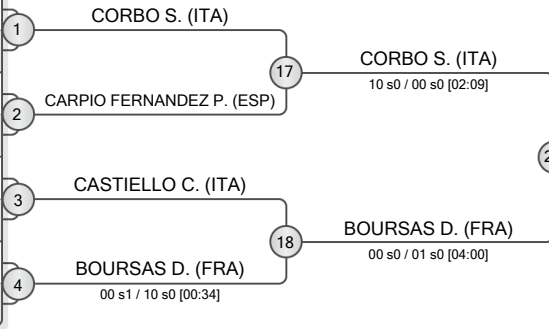 1
CORBO S. (ITA)
17
CORBO S. (ITA)
10 s0 / 00 s0 [02:09]
2
CARPIO FERNANDEZ P. (ESP)
3
CASTIELLO C. (ITA)
18
BOURSAS D. (FRA)
00 s0 / 01 s0 [04:00]
4
BOURSAS D. (FRA)
00 s1 / 10 s0 [00:34]